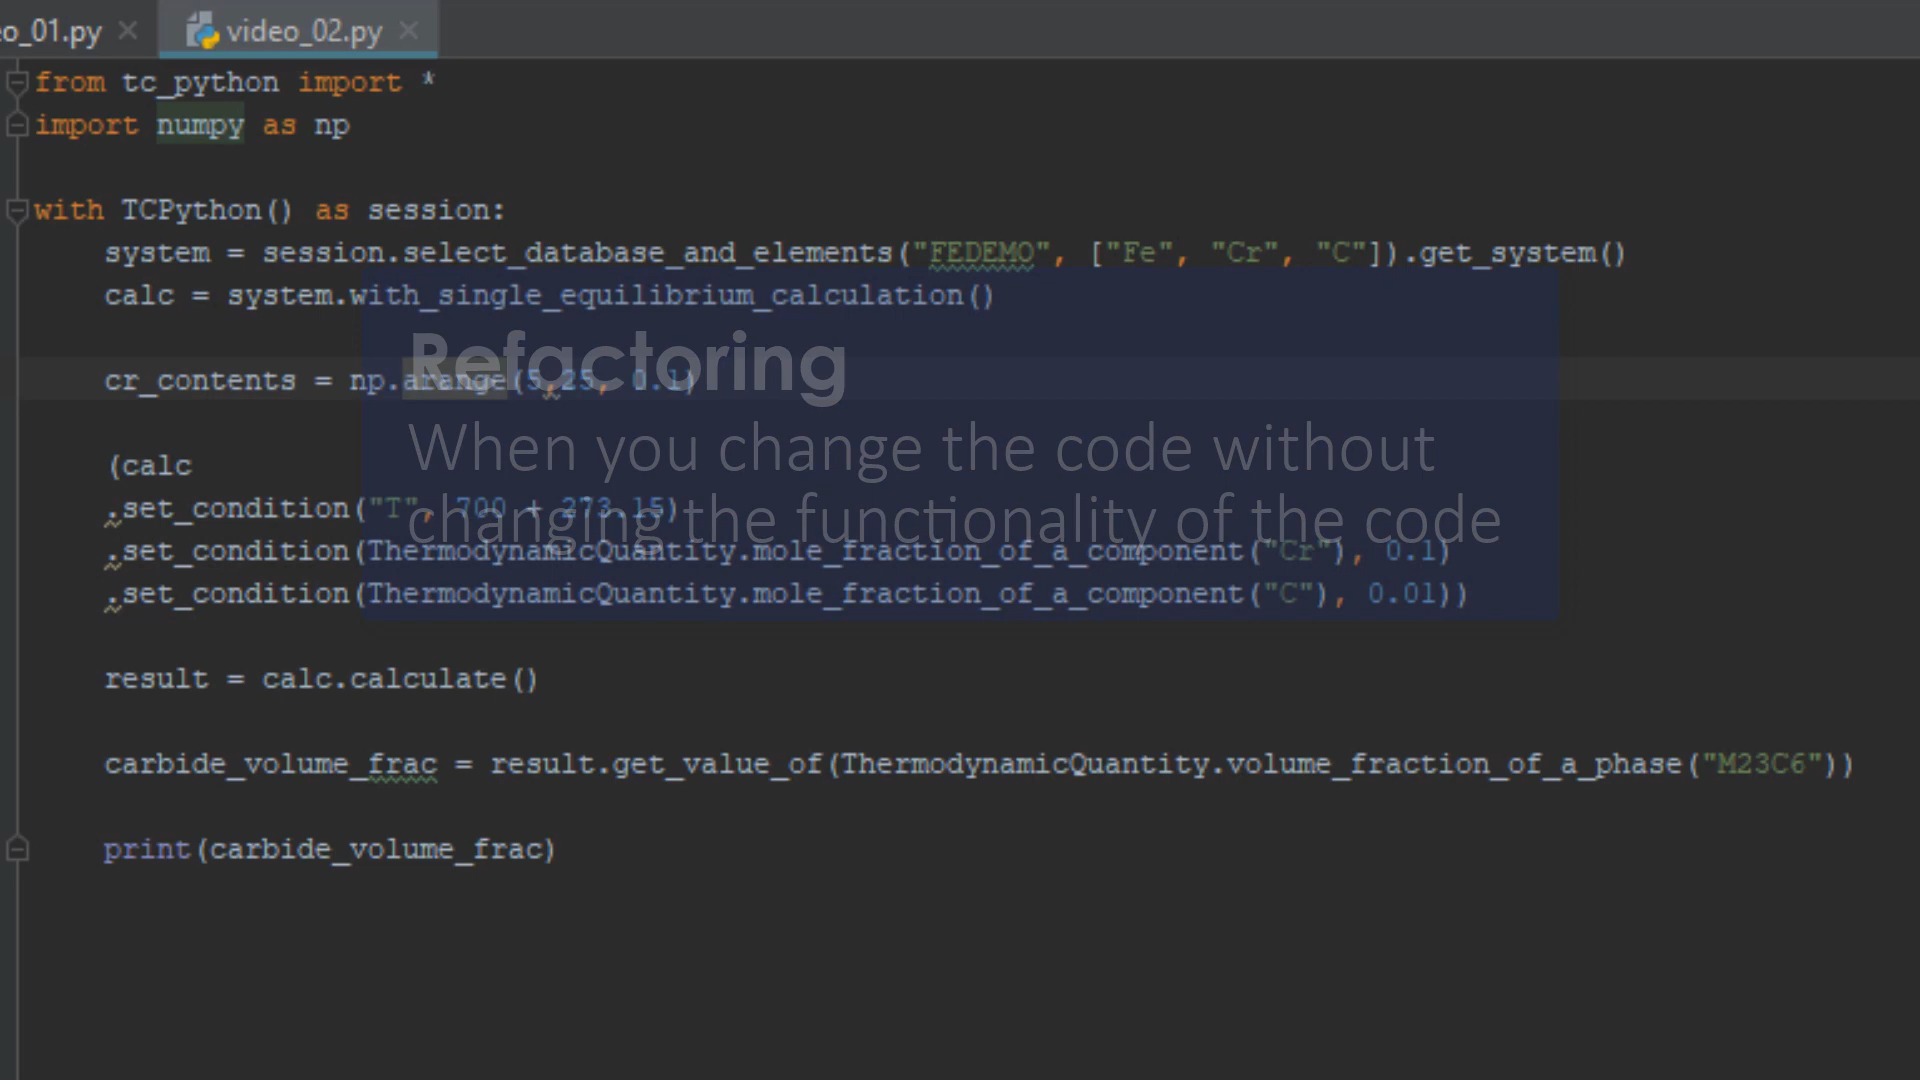 eo_01.py
video_02.py
from tc_python import *
import numpy as np
with TCPython() as session:
system = session.select_database_and_elements("FEDEMO", ["Fe", "Cr", "C"]).get_system()
calc = system.with_single_equilibrium_calculation()
cr_contents = np.arange(5,25, 0.1)
Refactoring
When you change the code without
changing the functionality of the code
(calc
.set_condition("T", 700 + 273.15)
.set_condition(ThermodynamicQuantity.mole_fraction_of_a_component("Cr"), 0.1)
.set_condition(ThermodynamicQuantity.mole_fraction_of_a_component("C"), 0.01))
result = calc.calculate()
carbide_volume_frac = result.get_value_of(ThermodynamicQuantity.volume_fraction_of_a_phase("M23C6"))
print(carbide_volume_frac)